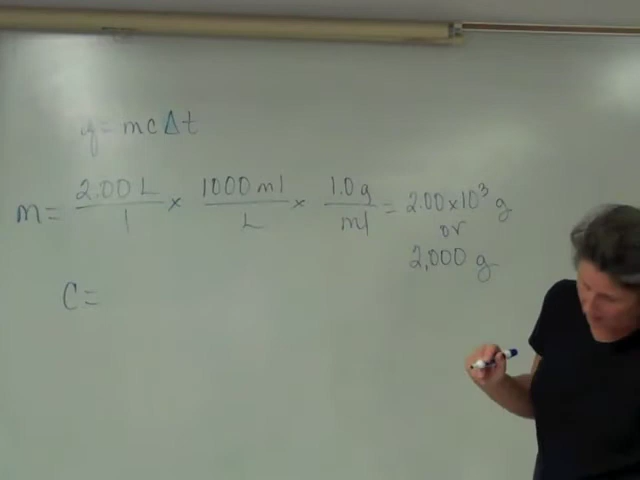 q = mcΔt
m = 2.00 L / 1 × 1000 ml / L × 1.0 g / ml = 2.00 × 10³ g
or
2,000 g
C =